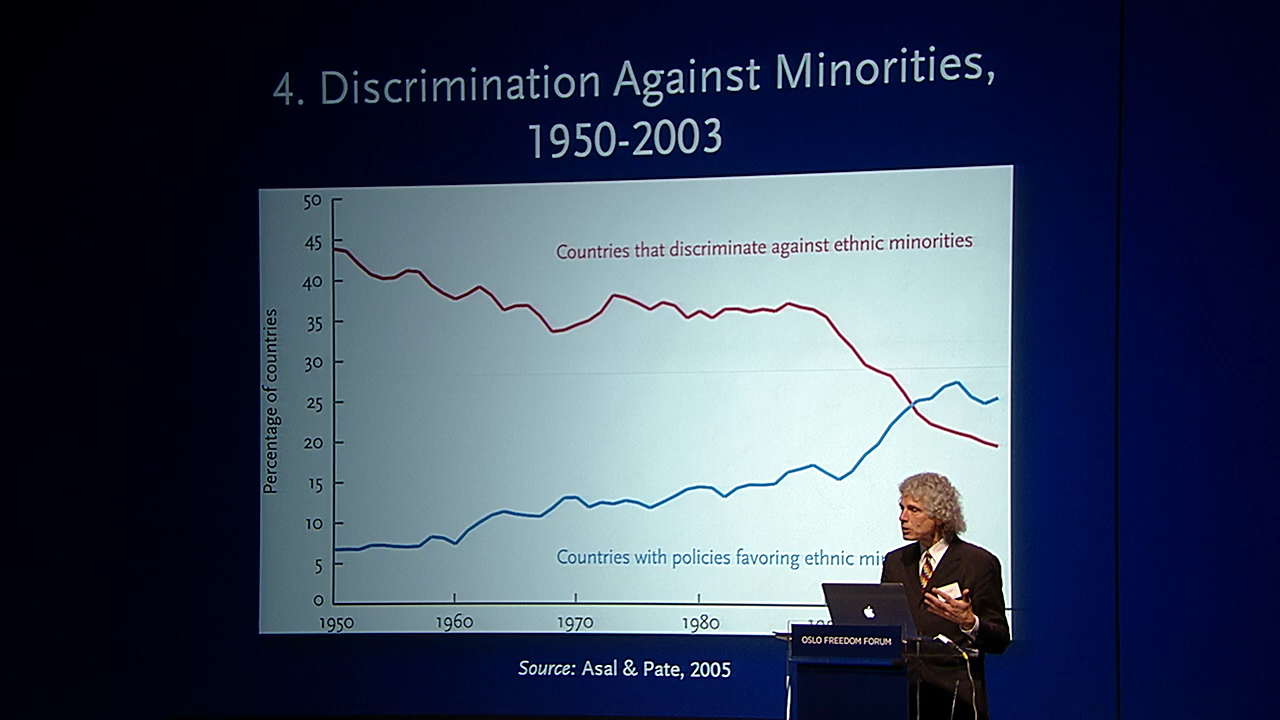 4. Discrimination Against Minorities,
1950-2003
50
45
40
35
30
25
20
15
10
5
0
Percentage of countries
Countries that discriminate against ethnic minorities
Countries with policies favoring ethnic
1950
1960
1970
1980
OSLO FREEDOM FORUM
Source: Asal & Pate, 2005